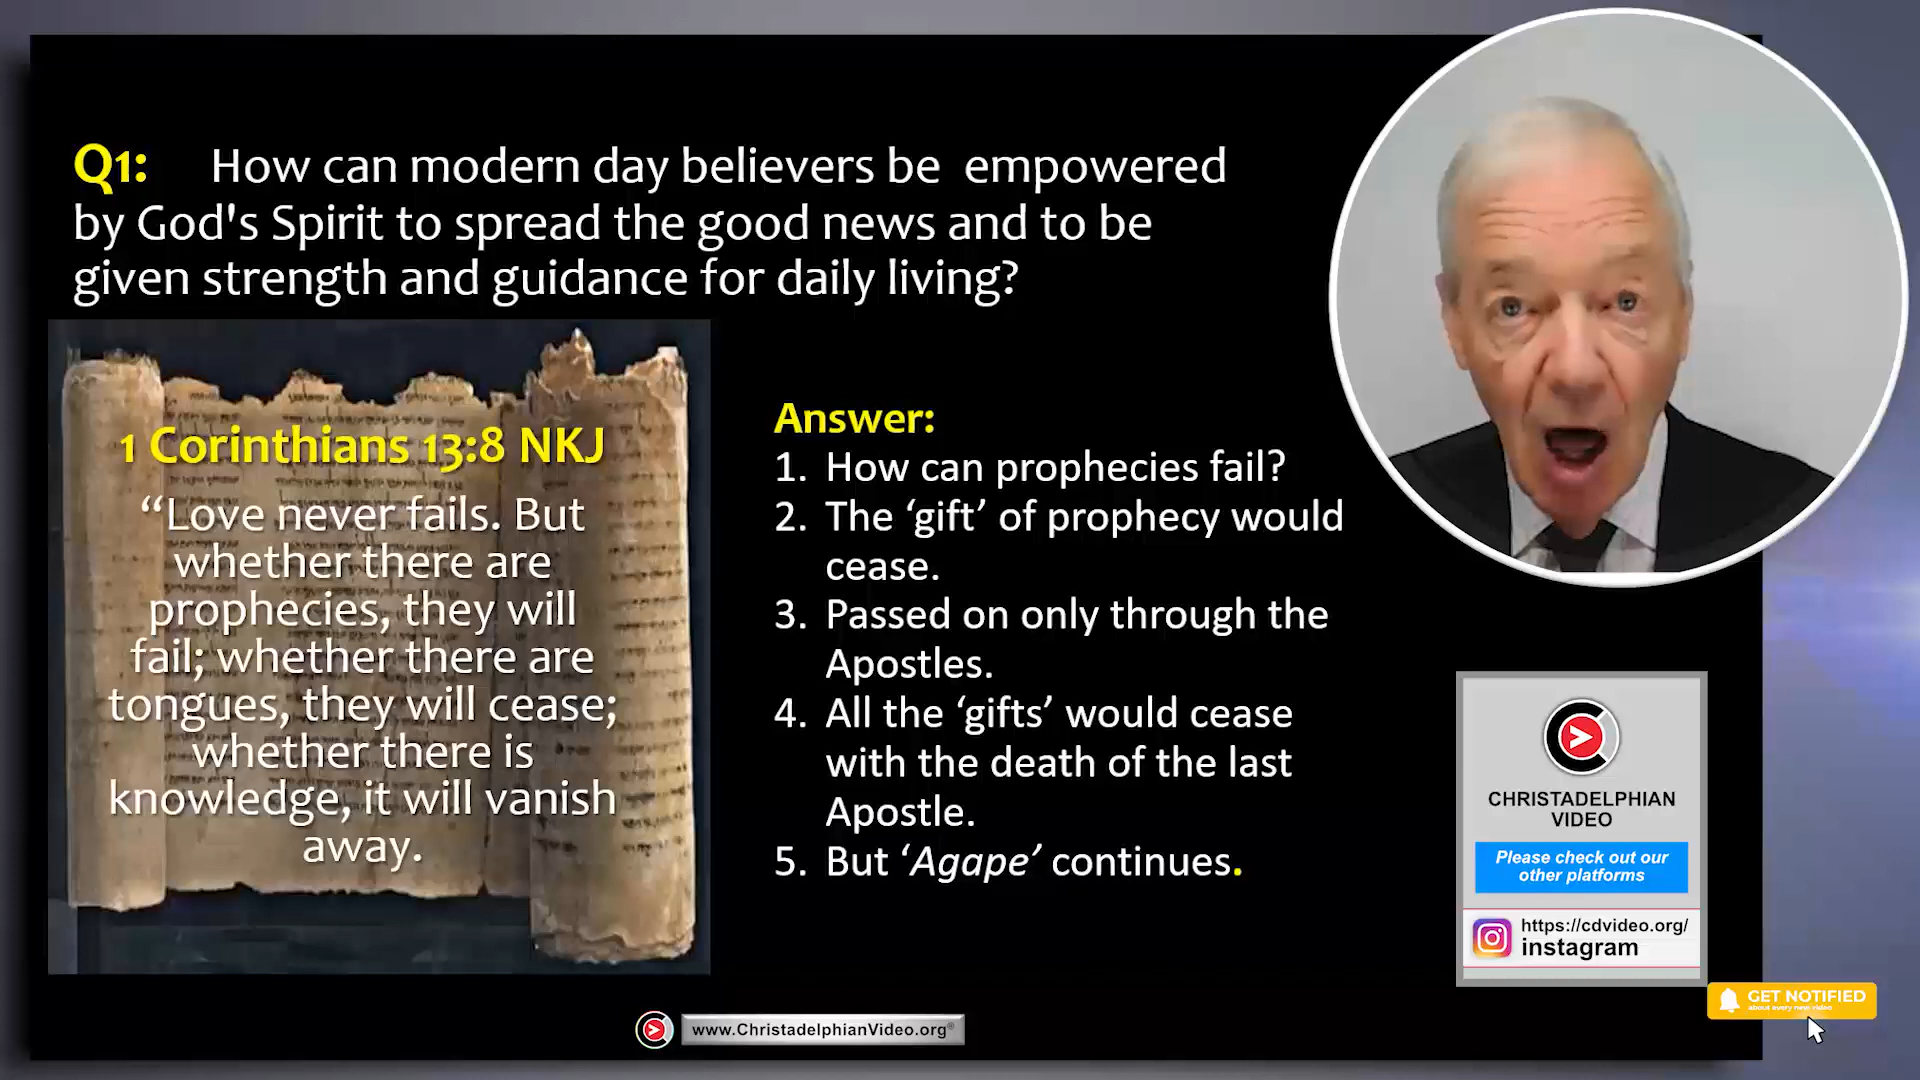 Q1: How can modern day believers be empowered
by God's Spirit to spread the good news and to be
given strength and guidance for daily living?
1 Corinthians 13:8 NKJ
“Love never fails. But
whether there are
prophecies, they will
fail; whether there are
tongues, they will cease;
whether there is
knowledge, it will vanish
away.
Answer:
1. How can prophecies fail?
2. The ‘gift’ of prophecy would
cease.
3. Passed on only through the
Apostles.
4. All the ‘gifts’ would cease
with the death of the last
Apostle.
5. But ‘Agape’ continues.
CHRISTADELPHIAN
VIDEO
Please check out our
other platforms
https://cdvideo.org/
instagram
GET NOTIFIED
about every new video
www.ChristadelphianVideo.org®